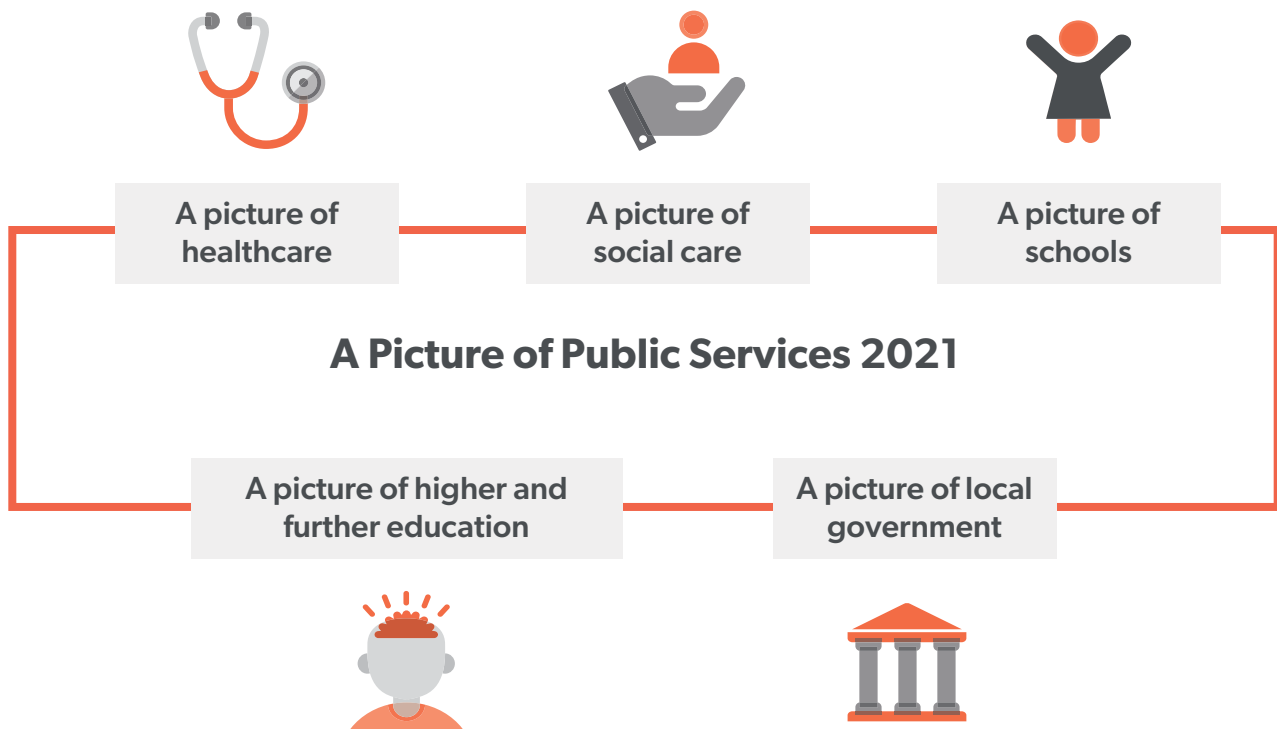 A picture of
healthcare
A picture of
social care
A picture of
schools
A Picture of Public Services 2021
A picture of higher and
further education
A picture of local
government